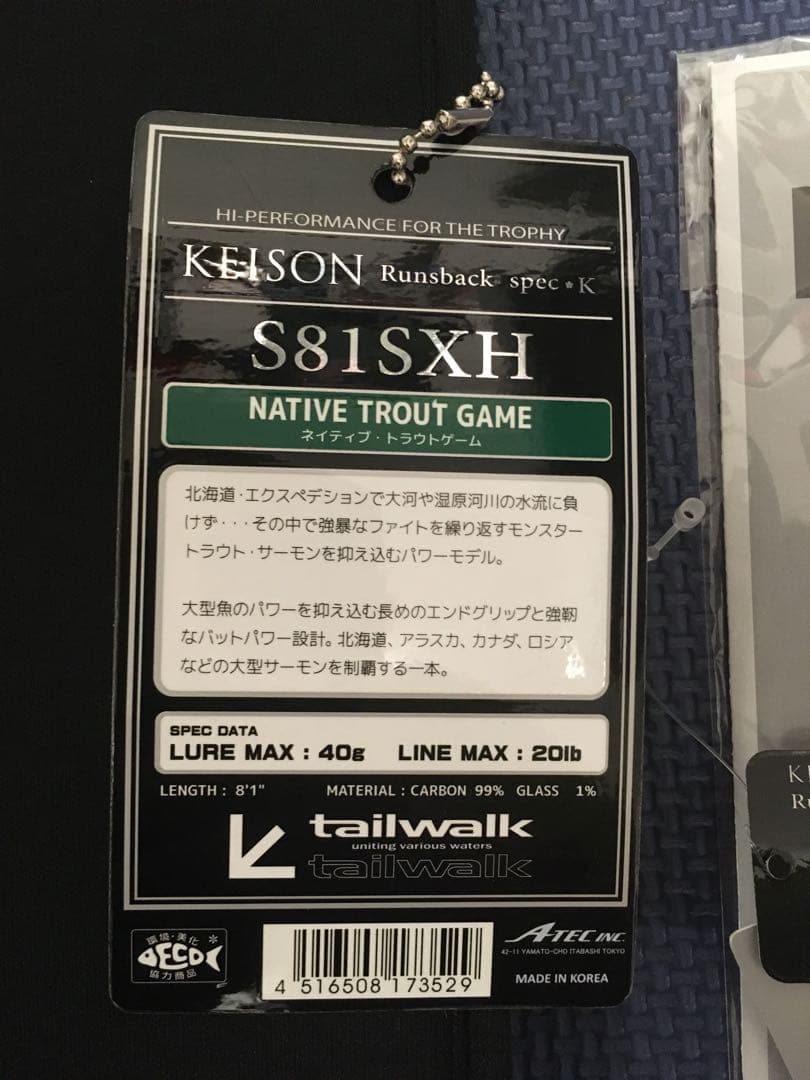 HI-PERFORMANCE FOR THE TROPHY
KEISON Runsback spec★K
S81SXH
NATIVE TROUT GAME
ネイティブ・トラウトゲーム
北海道・エクスペデションで大河や湿原河川の水流に負
けず・・・その中で強暴なファイトを繰り返すモンスター
トラウト・サーモンを抑え込むパワーモデル。
大型魚のパワーを抑え込む長めのエンドグリップと強靭
なバットパワー設計。北海道、アラスカ、カナダ、ロシア
などの大型サーモンを制覇する一本。
SPEC DATA
LURE MAX : 40g LINE MAX : 20lb
LENGTH : 8'1" MATERIAL : CARBON 99% GLASS 1%
tailwalk
uniting various waters
tailwalk
環境・美化
DECO
協力商品
4 516508 173529
ATEC INC.
42-11 YAMATO-CHO ITABASHI TOKYO
MADE IN KOREA